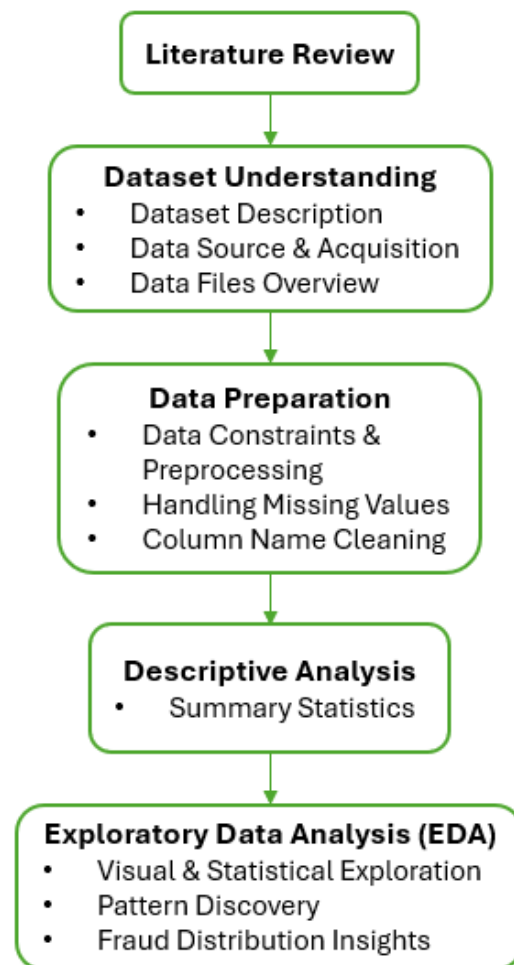 Literature Review
Dataset Understanding
• Dataset Description
• Data Source & Acquisition
• Data Files Overview
Data Preparation
• Data Constraints &
Preprocessing
• Handling Missing Values
• Column Name Cleaning
Descriptive Analysis
• Summary Statistics
Exploratory Data Analysis (EDA)
• Visual & Statistical Exploration
• Pattern Discovery
• Fraud Distribution Insights